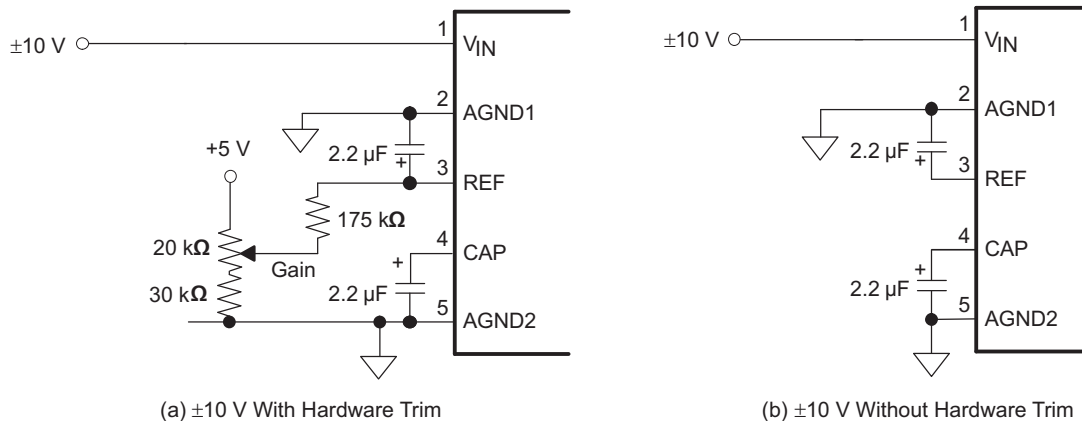 ±10 V
1
V_IN
2
AGND1
2.2 µF
+
3
REF
+5 V
175 kΩ
20 kΩ
Gain
4
CAP
+
30 kΩ
2.2 µF
5
AGND2
(a) ±10 V With Hardware Trim
±10 V
1
V_IN
2
AGND1
2.2 µF
+
3
REF
4
CAP
+
2.2 µF
5
AGND2
(b) ±10 V Without Hardware Trim